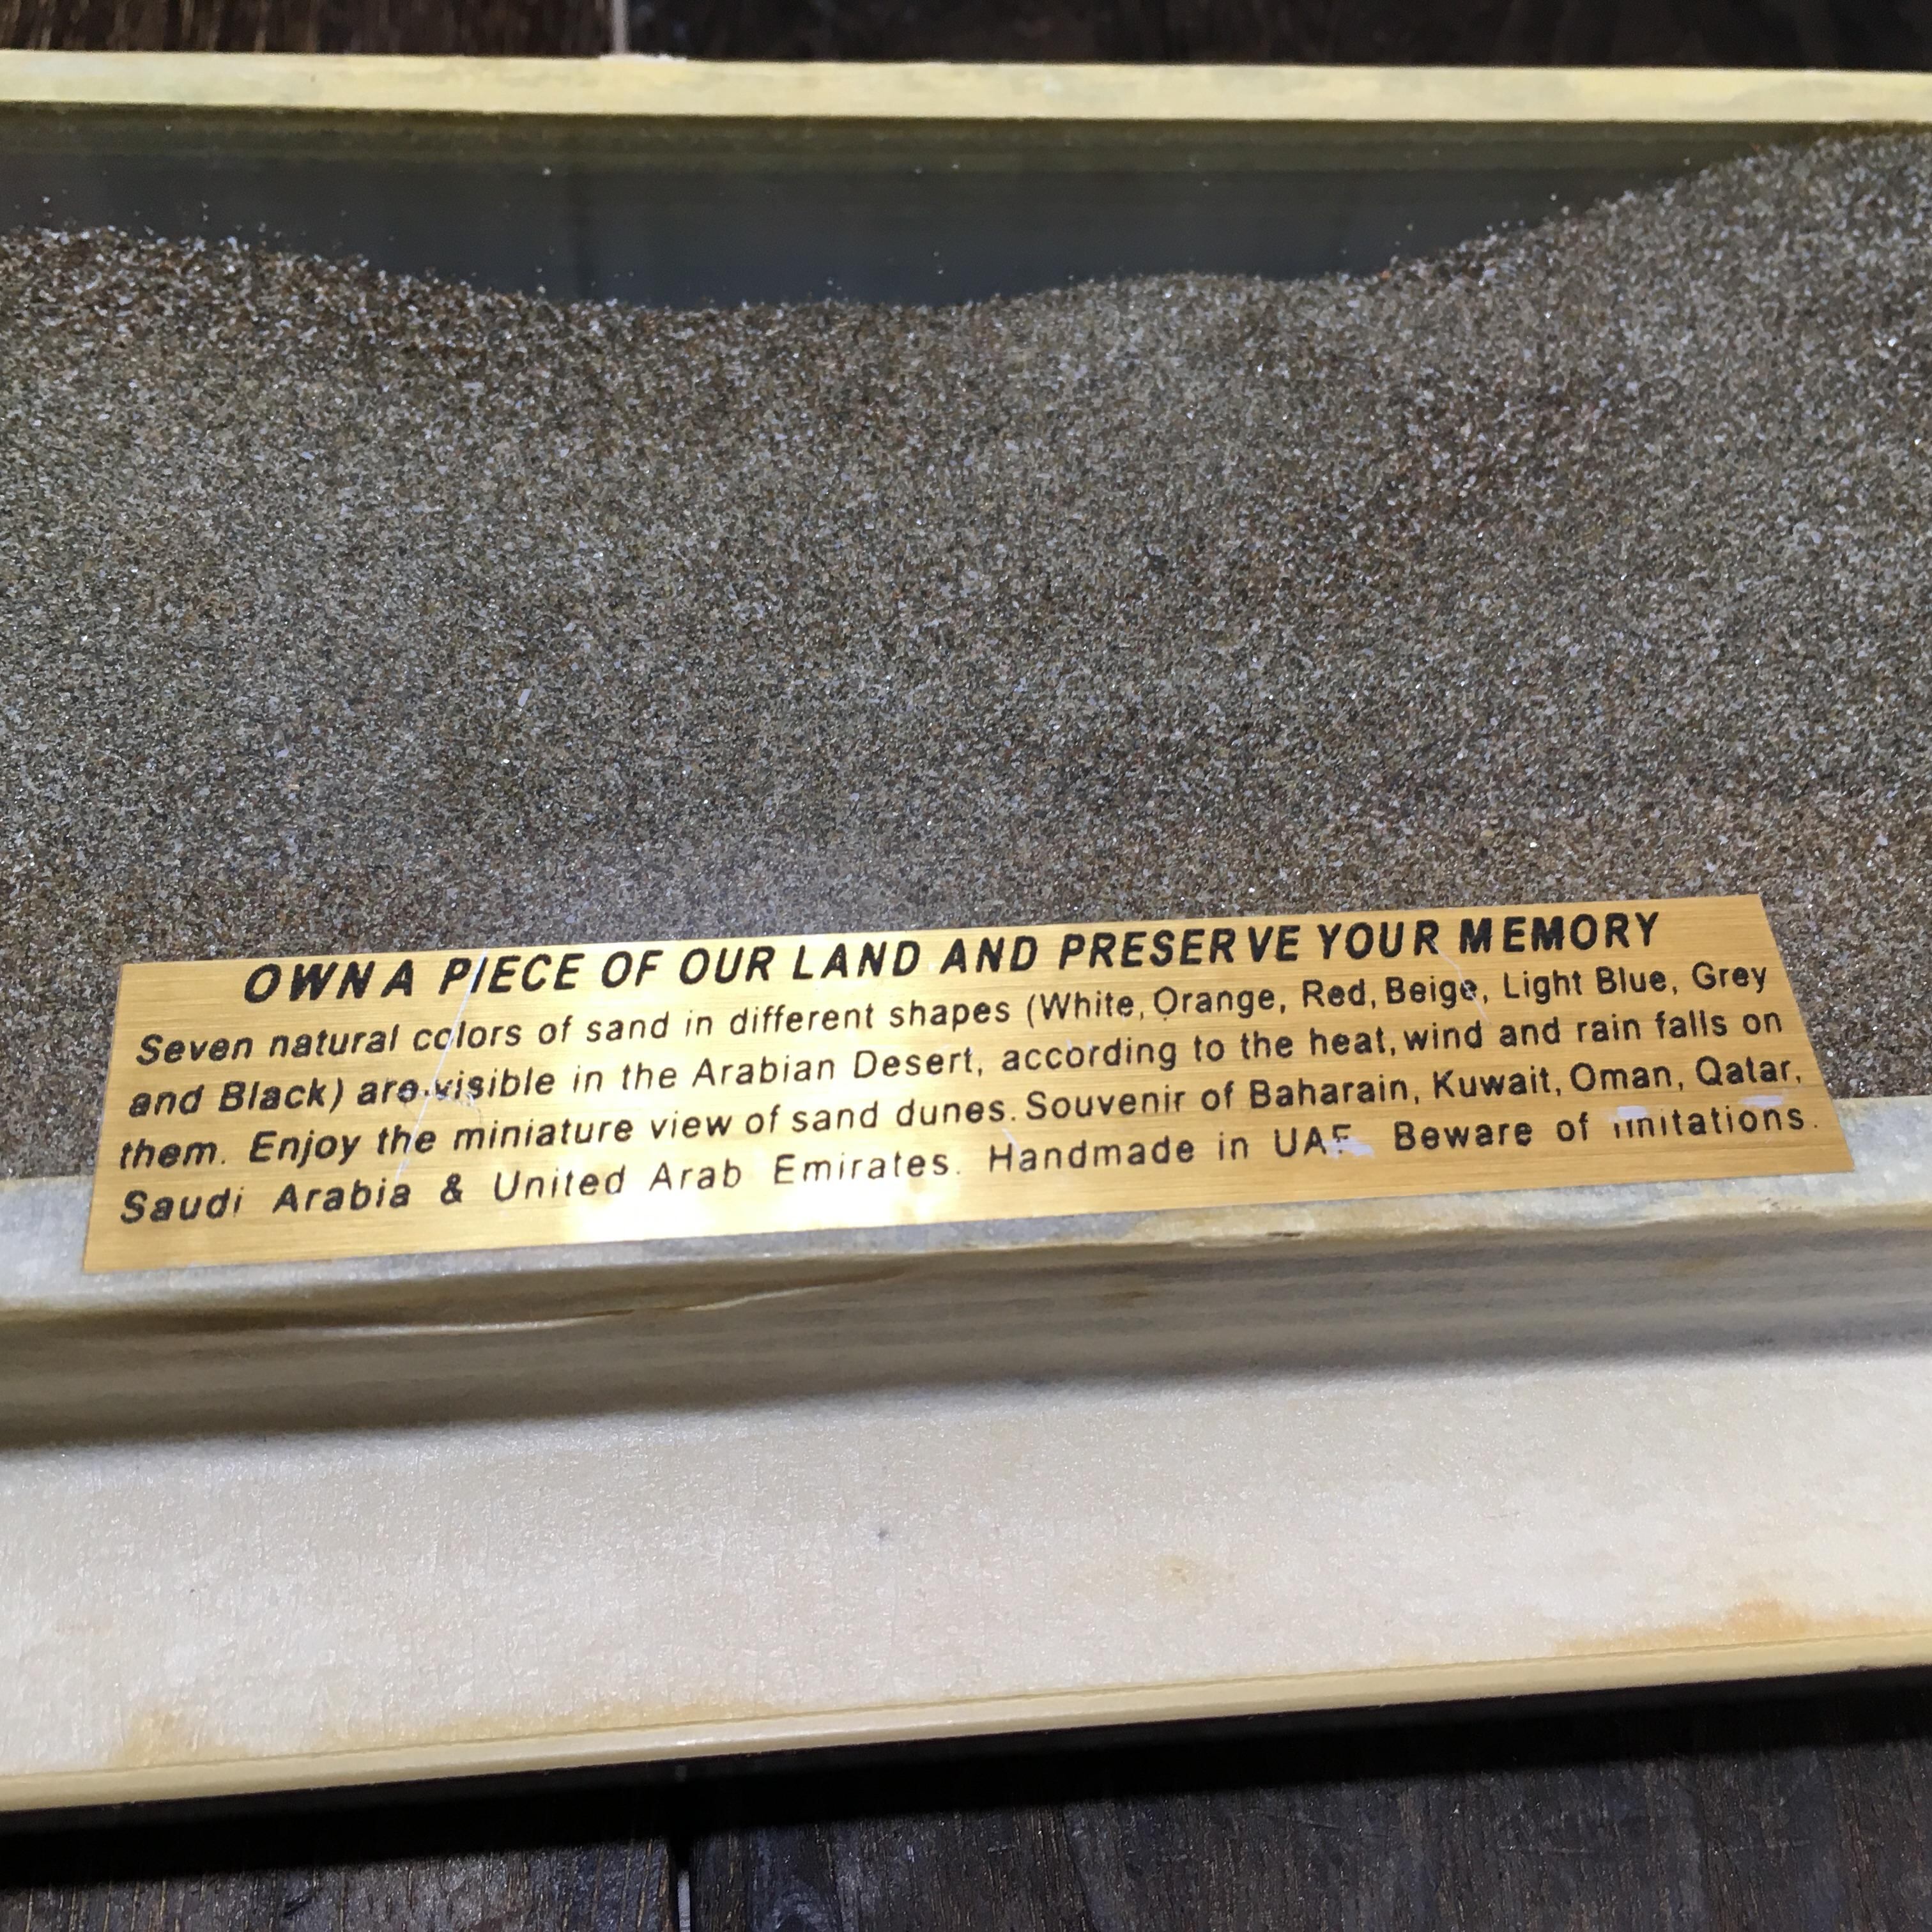 OWN A PIECE OF OUR LAND AND PRESERVE YOUR MEMORY
Seven natural colors of sand in different shapes (White, Orange, Red, Beige, Light Blue, Grey
and Black) are visible in the Arabian Desert, according to the heat, wind and rain falls on
them. Enjoy the miniature view of sand dunes. Souvenir of Baharain, Kuwait, Oman, Qatar,
Saudi Arabia & United Arab Emirates. Handmade in UAE Beware of imitations.